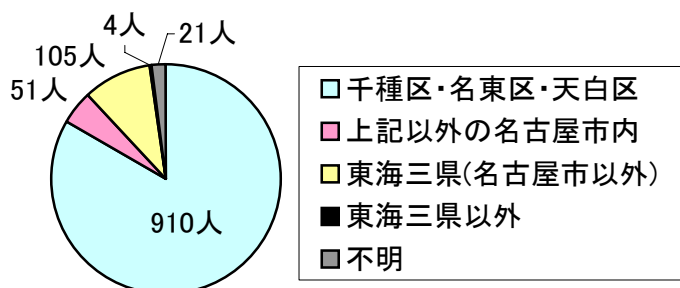 4人
21人
105人
51人
910人
千種区・名東区・天白区
上記以外の名古屋市内
東海三県(名古屋市以外)
東海三県以外
不明